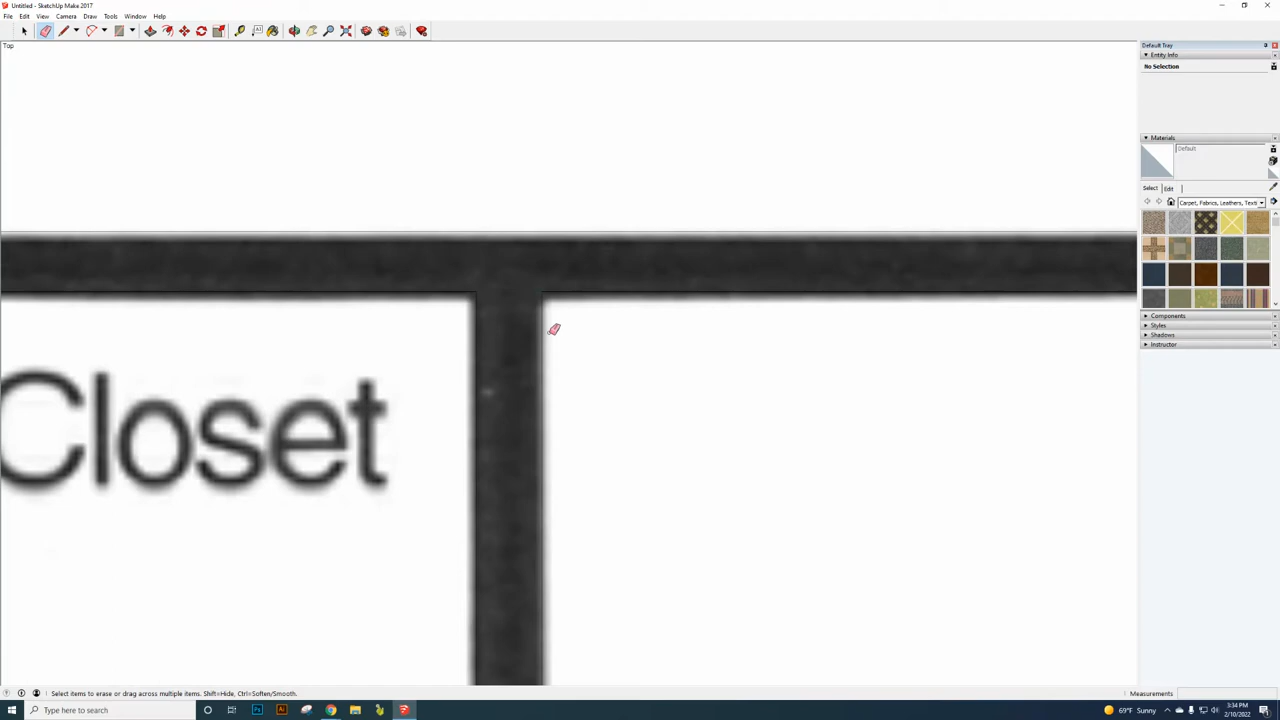 Untitled - SketchUp Make 2017
File Edit View Camera Draw Tools Window Help
Top
Default Tray
Entity Info
No Selection
Materials
Default
Select Edit
Carpet, Fabrics, Leathers, Texti
Components
Styles
Shadows
Instructor
Closet
Select items to erase or drag across multiple items. Shift=Hide, Ctrl=Soften/Smooth.
Measurements
Type here to search
69°F Sunny
3:34 PM
2/10/2022